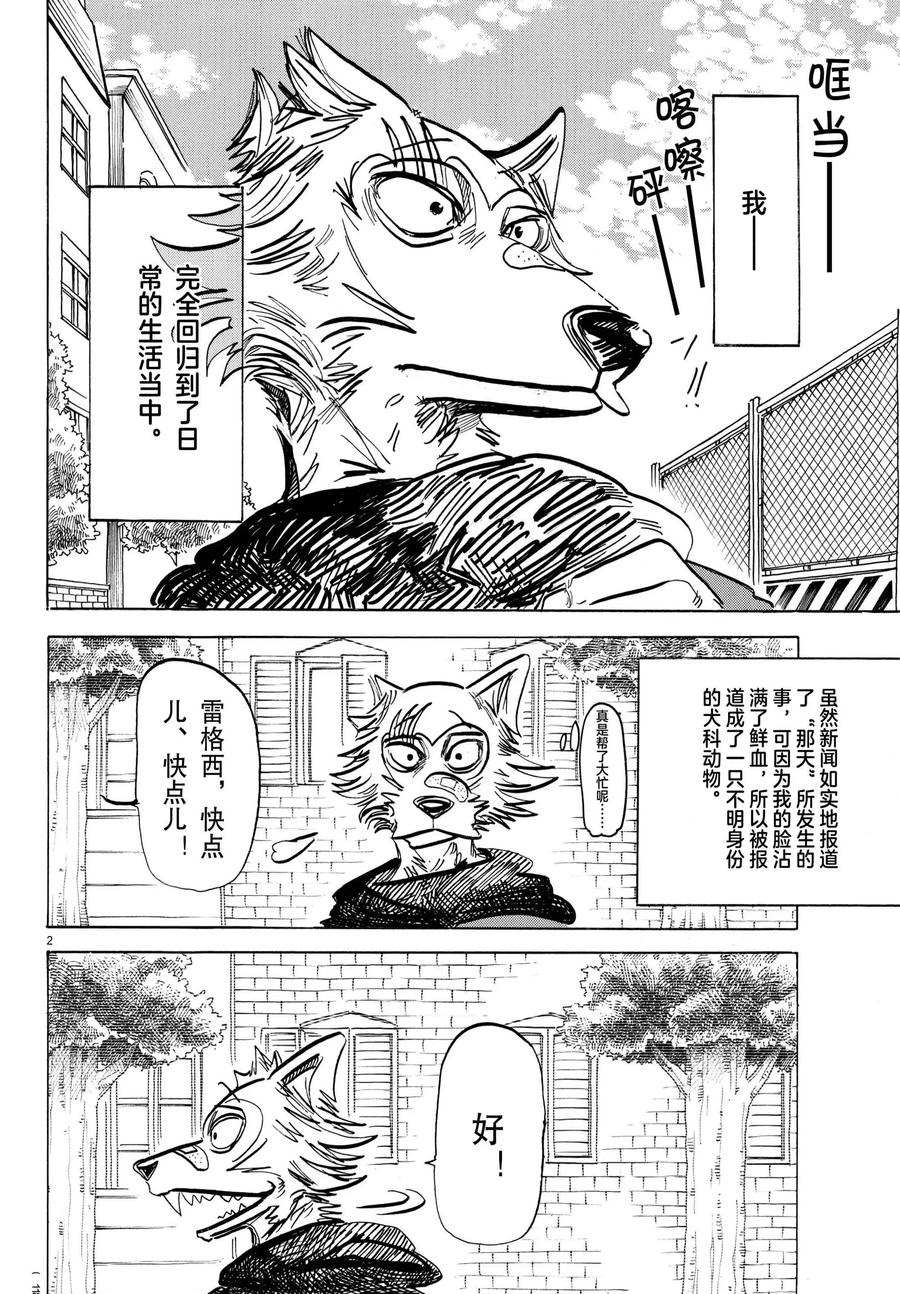 哐当——
喀嚓——
砰——
我——
完全回归到了日
常的生活当中。
虽然新闻如实地报道
了“那天”所发生的
事，可因为我的脸沾
满了鲜血，所以被报
道成了一只不明身份
的犬科动物。
真是帮了大忙呢……
雷格西，快点
儿、快点儿！
2
好！